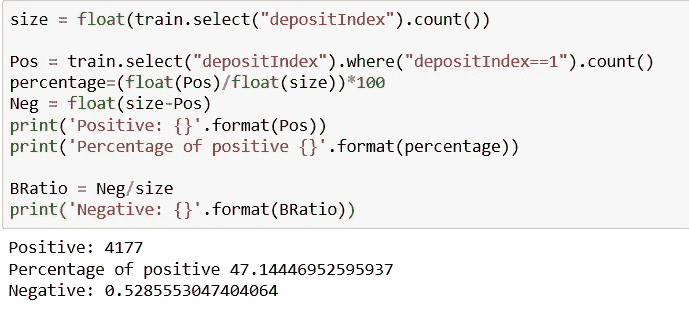 size = float(train.select("depositIndex").count())
Pos = train.select("depositIndex").where("depositIndex==1").count()
percentage=(float(Pos)/float(size))*100
Neg = float(size-Pos)
print('Positive: {}'.format(Pos))
print('Percentage of positive {}'.format(percentage))
BRatio = Neg/size
print('Negative: {}'.format(BRatio))
Positive: 4177
Percentage of positive 47.14446952595937
Negative: 0.5285553047404064